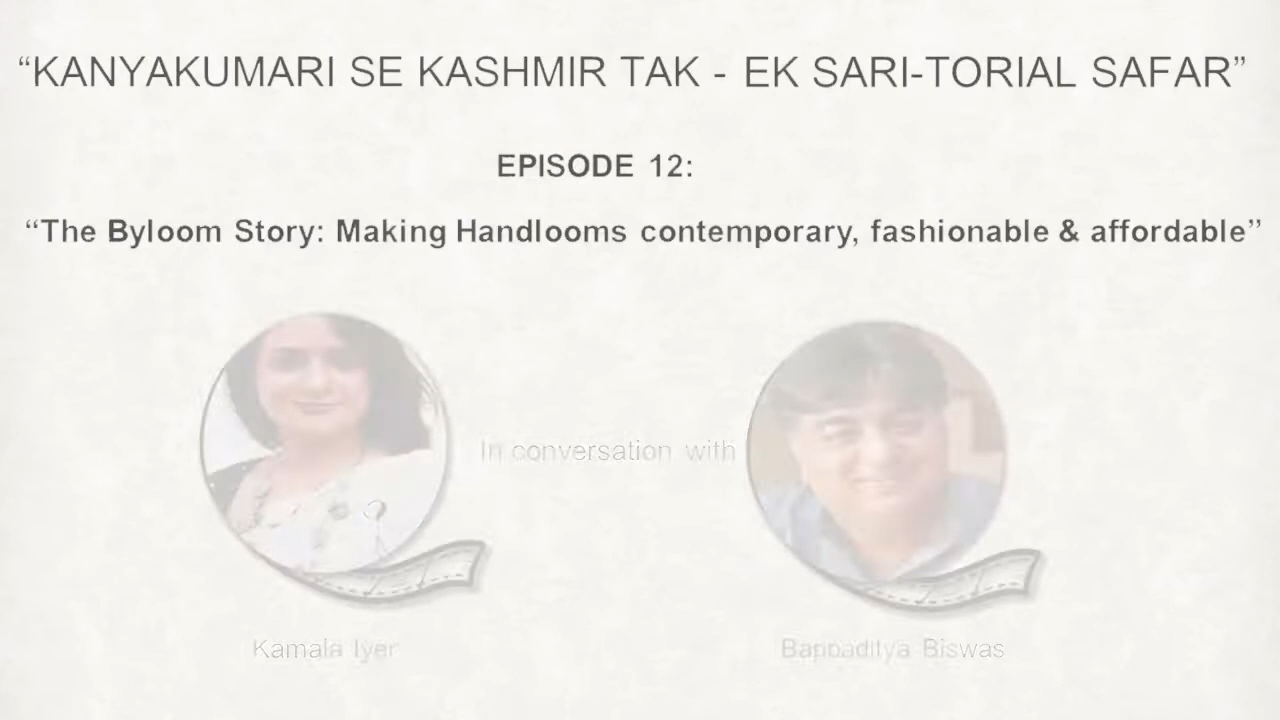 “KANYAKUMARI SE KASHMIR TAK - EK SARI-TORIAL SAFAR”
EPISODE 12:
“The Byloom Story: Making Handlooms contemporary, fashionable & affordable”
In conversation with
Kamala Iyer
Bappaditya Biswas